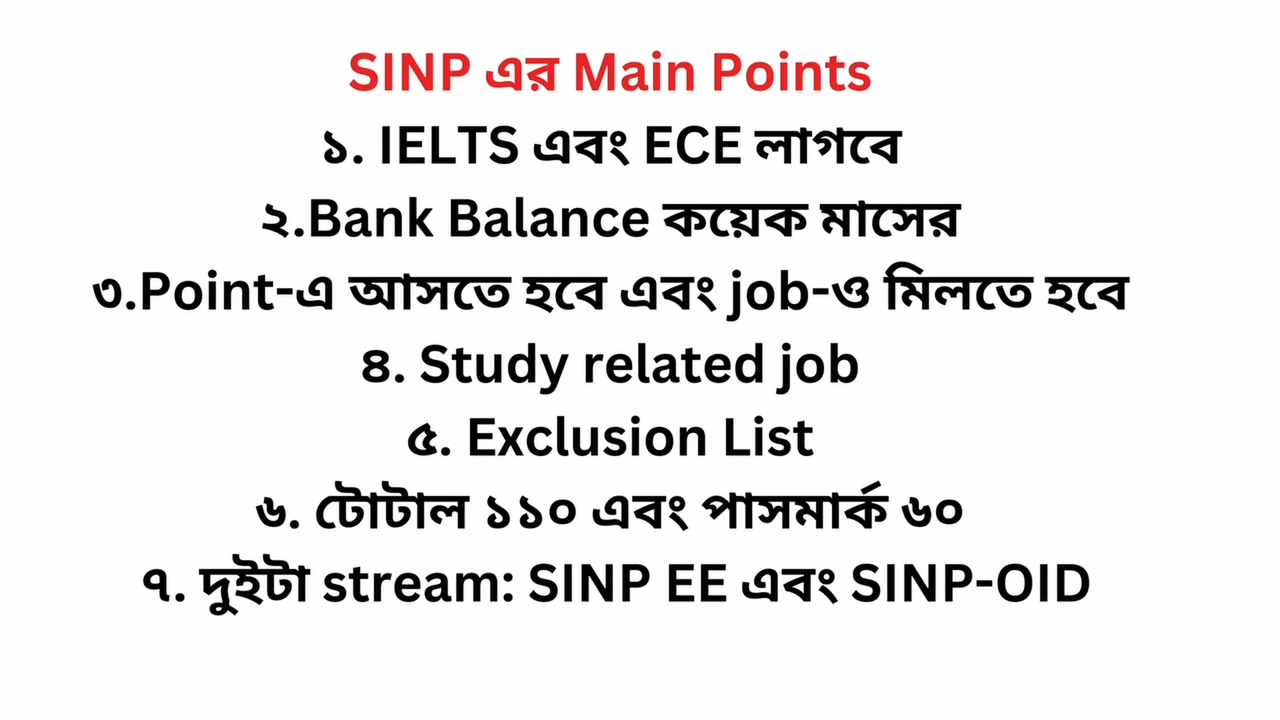 SINP এর Main Points
১. IELTS এবং ECE লাগবে
২.Bank Balance কয়েক মাসের
৩.Point-এ আসতে হবে এবং job-ও মিলতে হবে
৪. Study related job
৫. Exclusion List
৬. টোটাল ১১০ এবং পাসমার্ক ৬০
৭. দুইটা stream: SINP EE এবং SINP-OID